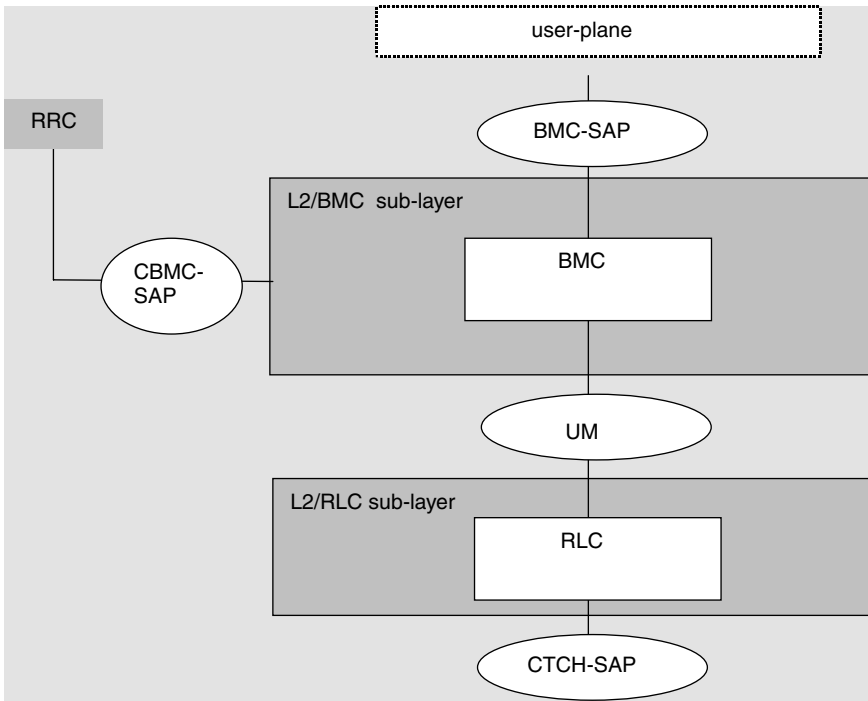 user-plane
RRC
BMC-SAP
L2/BMC sub-layer
BMC
CBMC-
SAP
UM
L2/RLC sub-layer
RLC
CTCH-SAP